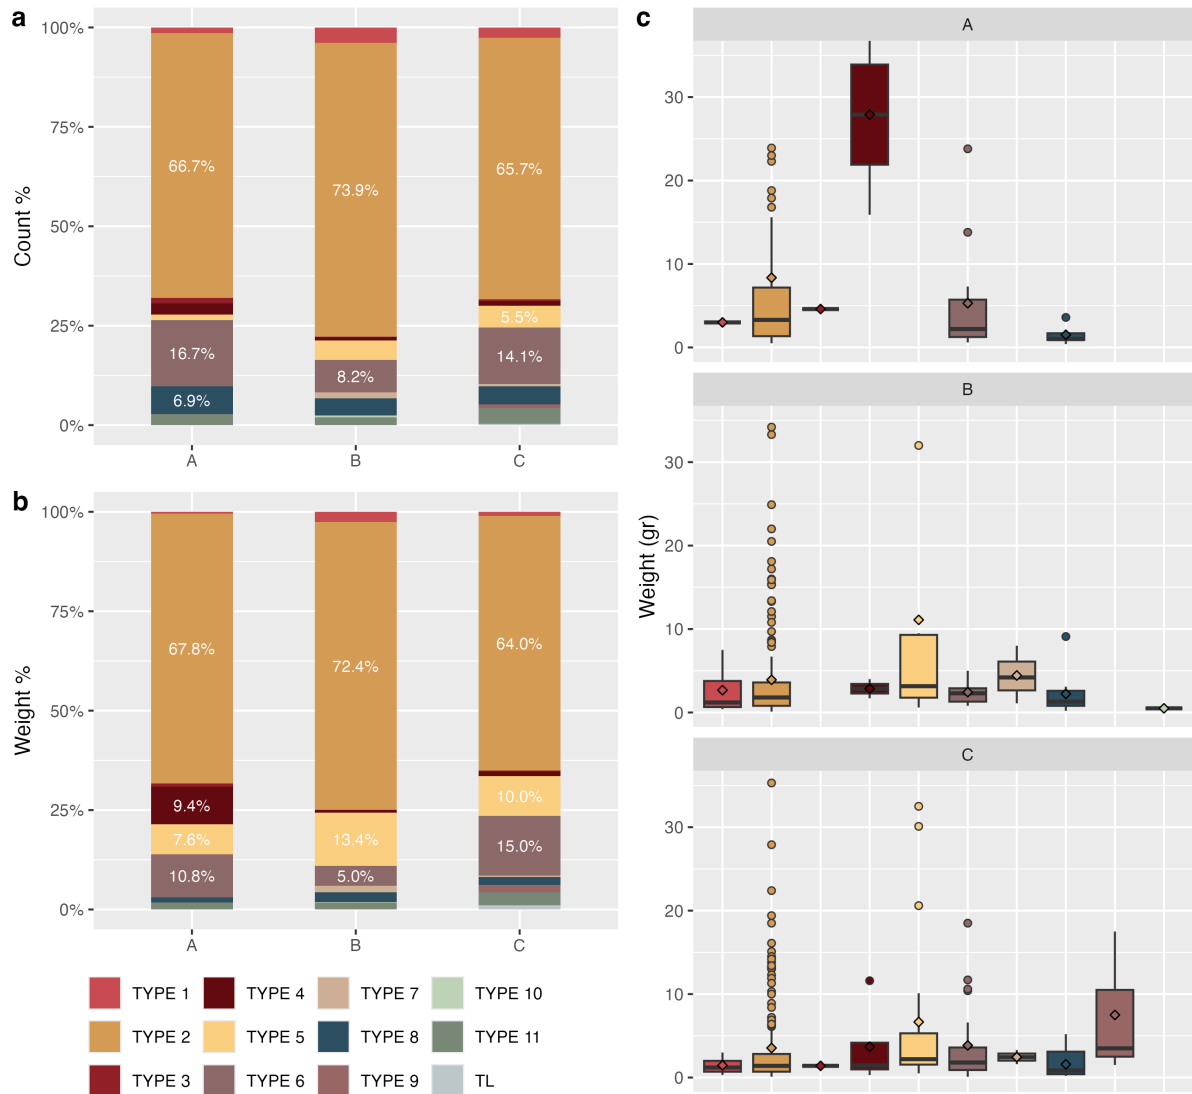 a
100%
75%
50%
25%
0%
Count %
66.7%
16.7%
6.9%
73.9%
8.2%
65.7%
5.5%
14.1%
A
B
C
b
100%
75%
50%
25%
0%
Weight %
67.8%
9.4%
7.6%
10.8%
72.4%
13.4%
5.0%
64.0%
10.0%
15.0%
A
B
C
TYPE 1
TYPE 4
TYPE 7
TYPE 10
TYPE 2
TYPE 5
TYPE 8
TYPE 11
TYPE 3
TYPE 6
TYPE 9
TL
c
Weight (gr)
A
30
20
10
0
B
30
20
10
0
C
30
20
10
0